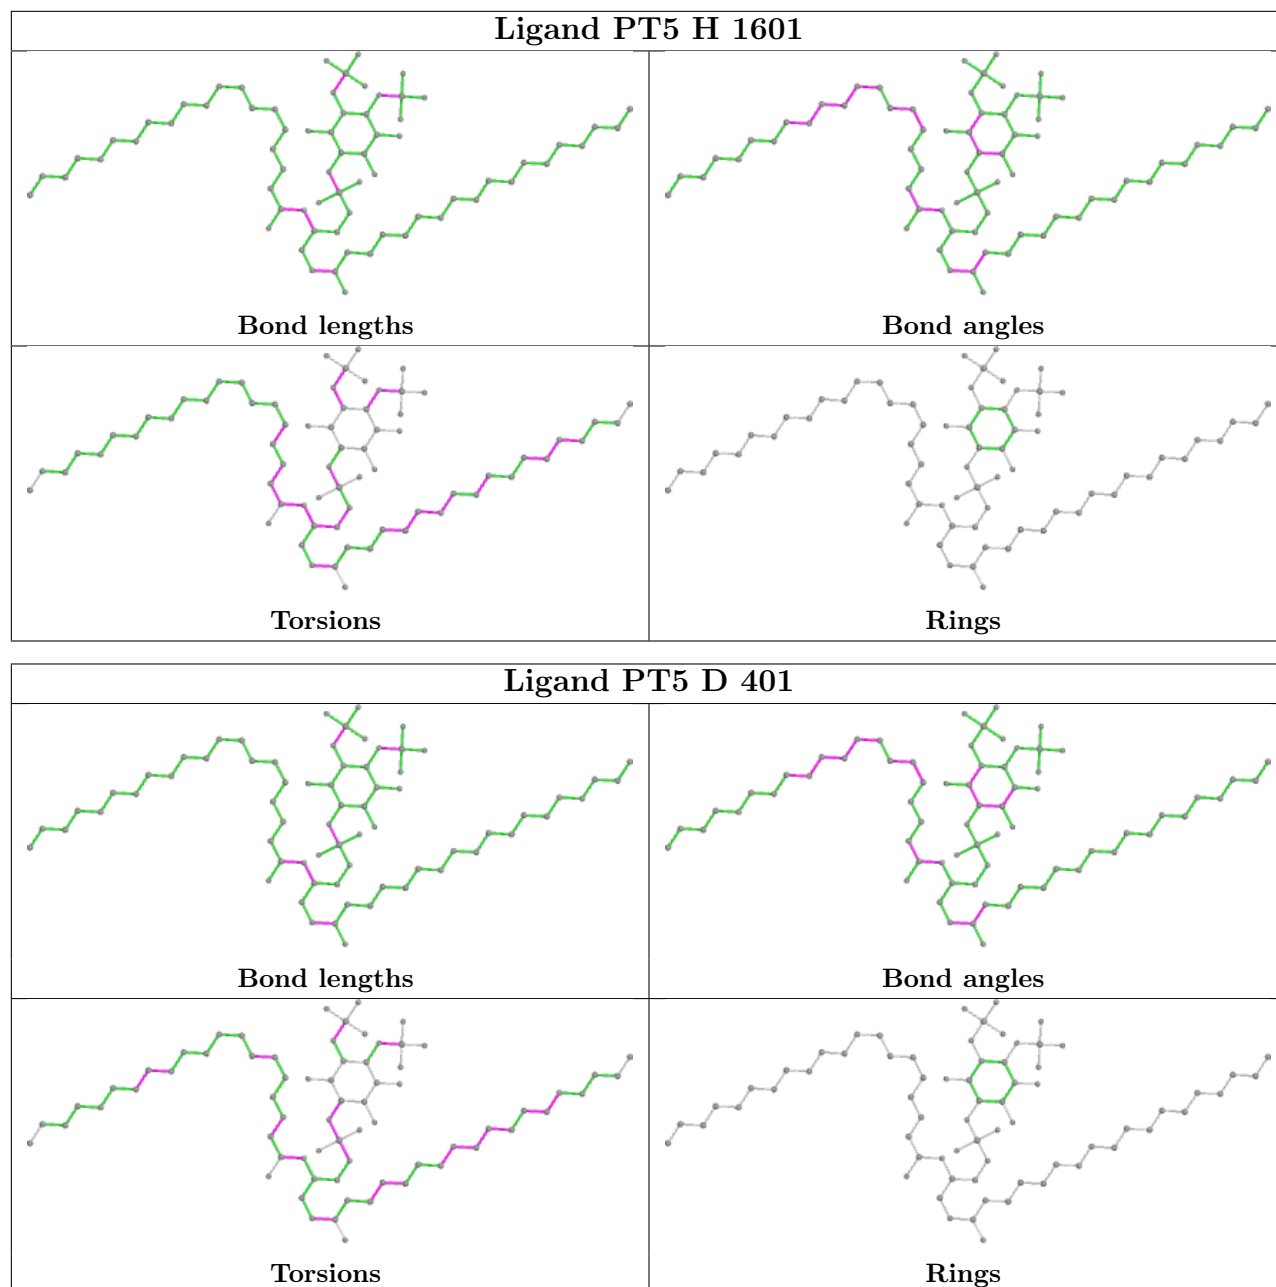 Ligand PT5 H 1601
Bond lengths
Bond angles
Torsions
Rings
Ligand PT5 D 401
Bond lengths
Bond angles
Torsions
Rings